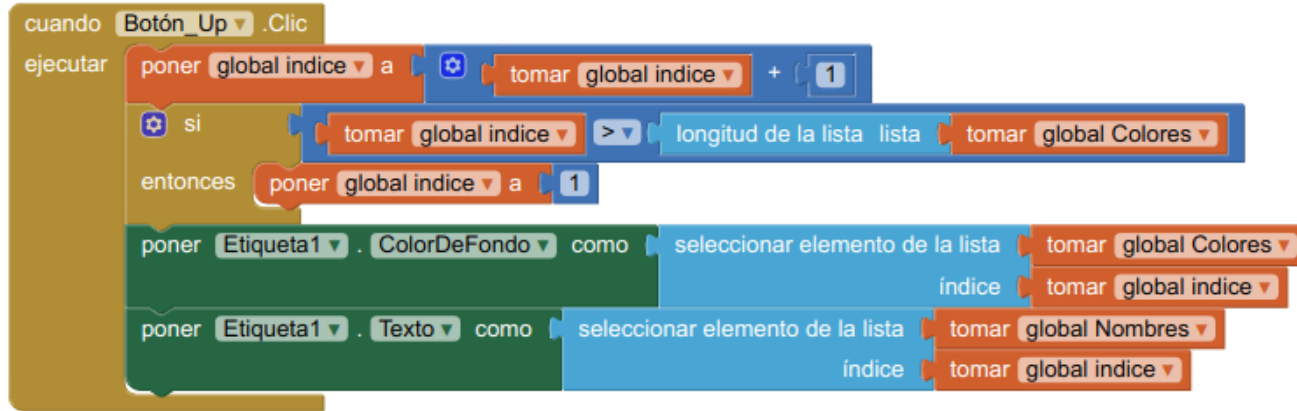 cuando Botón_Up .Clic
ejecutar poner global indice a tomar global indice + 1
si tomar global indice > longitud de la lista lista tomar global Colores
entonces poner global indice a 1
poner Etiqueta1 . ColorDeFondo como seleccionar elemento de la lista tomar global Colores
índice tomar global indice
poner Etiqueta1 . Texto como seleccionar elemento de la lista tomar global Nombres
índice tomar global indice